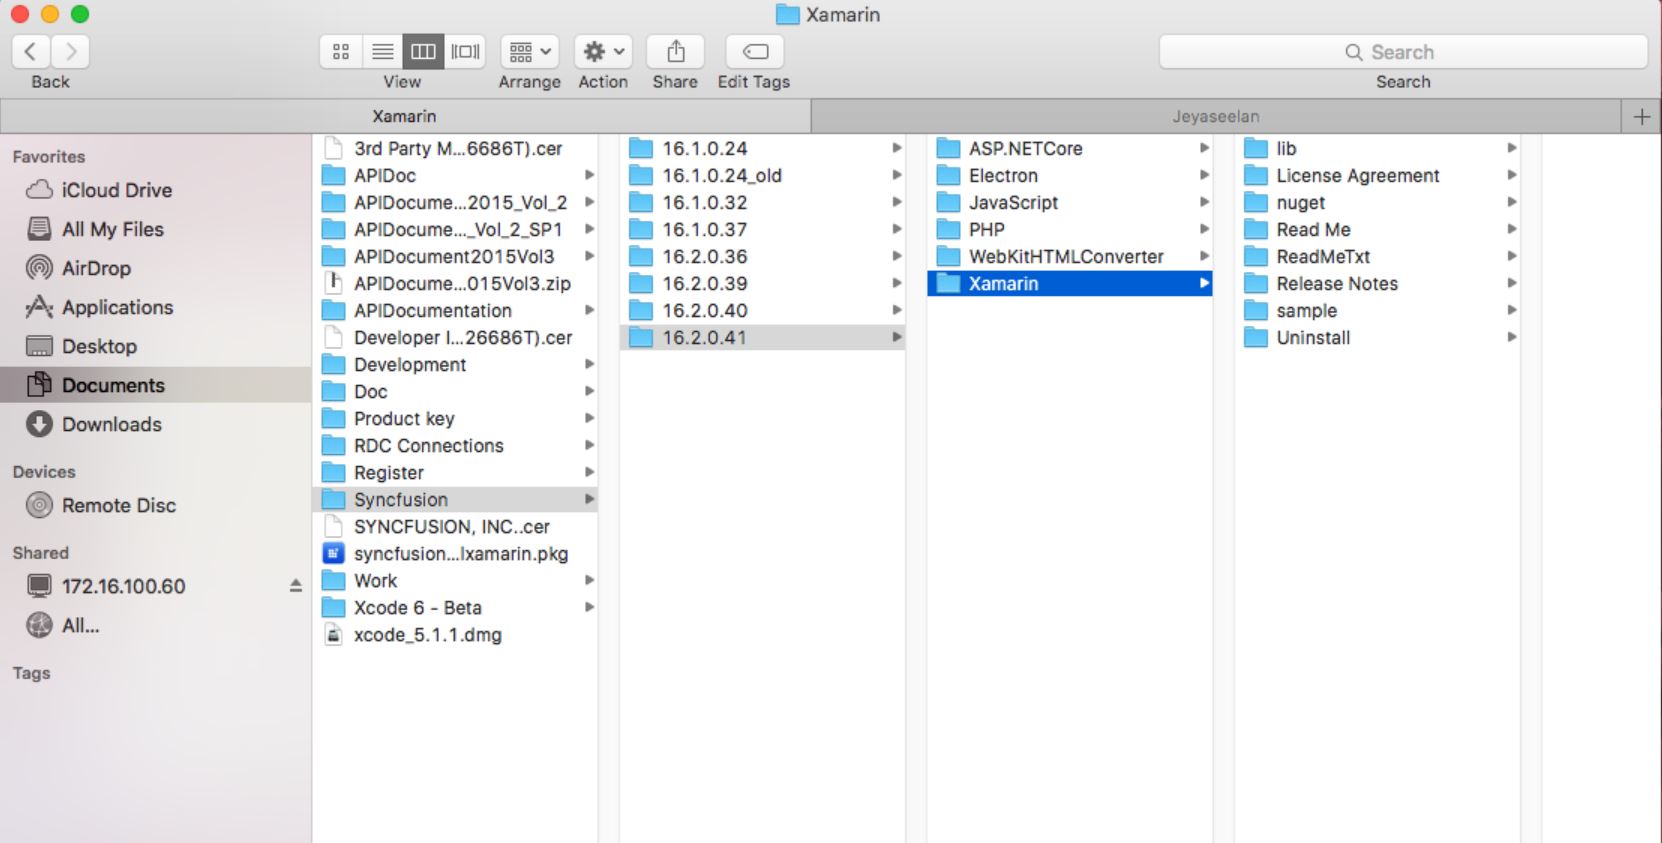 Xamarin
Back
View
Arrange
Action
Share
Edit Tags
Search
Search
Xamarin
Jeyaseelan
Favorites
iCloud Drive
All My Files
AirDrop
Applications
Desktop
Documents
Downloads
Devices
Remote Disc
Shared
172.16.100.60
All...
Tags
3rd Party M...6686T).cer
APIDoc
APIDocume...2015_Vol_2
APIDocume..._Vol_2_SP1
APIDocument2015Vol3
APIDocume...015Vol3.zip
APIDocumentation
Developer I...26686T).cer
Development
Doc
Product key
RDC Connections
Register
Syncfusion
SYNCFUSION, INC..cer
syncfusion...lxamarin.pkg
Work
Xcode 6 - Beta
xcode_5.1.1.dmg
16.1.0.24
16.1.0.24_old
16.1.0.32
16.1.0.37
16.2.0.36
16.2.0.39
16.2.0.40
16.2.0.41
ASP.NETCore
Electron
JavaScript
PHP
WebKitHTMLConverter
Xamarin
lib
License Agreement
nuget
Read Me
ReadMeTxt
Release Notes
sample
Uninstall